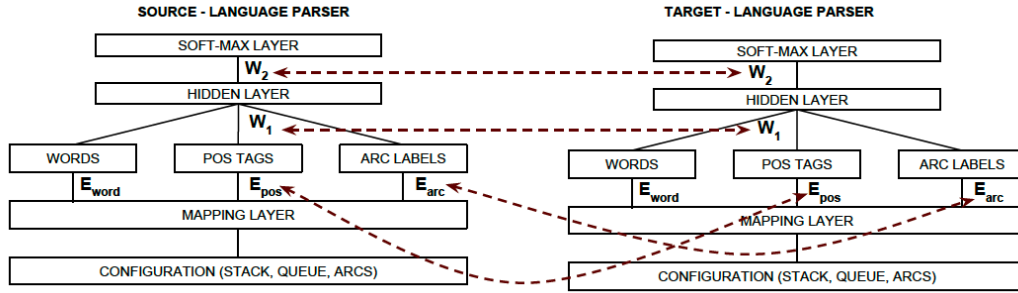 SOURCE - LANGUAGE PARSER
SOFT-MAX LAYER
W2
HIDDEN LAYER
W1
WORDS
POS TAGS
ARC LABELS
Eword
Epos
Earc
MAPPING LAYER
CONFIGURATION (STACK, QUEUE, ARCS)
TARGET - LANGUAGE PARSER
SOFT-MAX LAYER
W2
HIDDEN LAYER
W1
WORDS
POS TAGS
ARC LABELS
Eword
Epos
Earc
MAPPING LAYER
CONFIGURATION (STACK, QUEUE, ARCS)